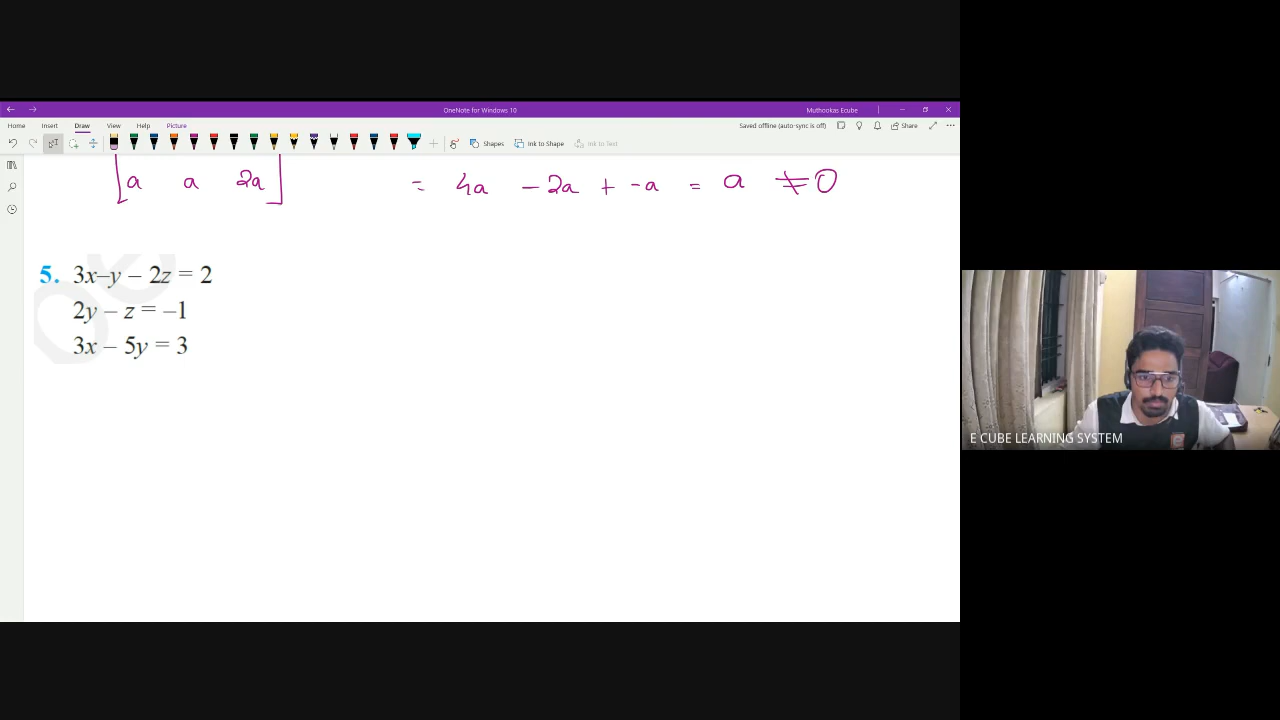 OneNote for Windows 10
Muthookas Ecube
Home Insert Draw View Help Picture
Saved offline (auto-sync is off) Share
Shapes Ink to Shape Ink to Text
a a 2a = 4a - 2a + -a = a ≠ 0
5. 3x–y – 2z = 2
2y – z = –1
3x – 5y = 3
E CUBE LEARNING SYSTEM